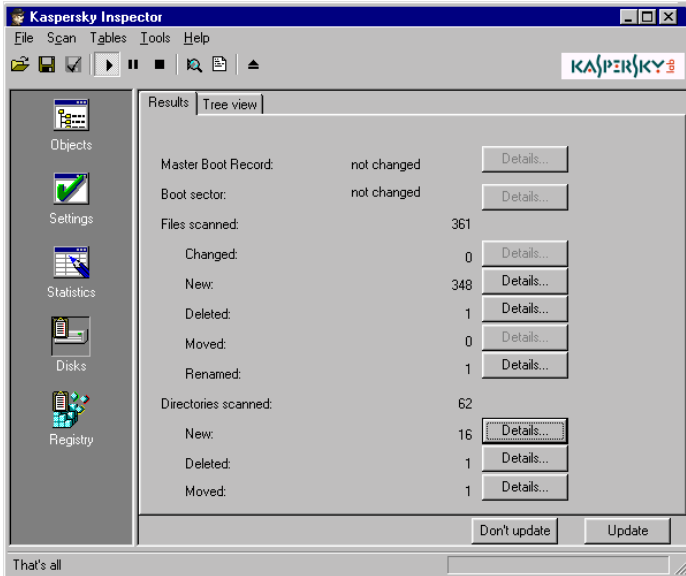 Kaspersky Inspector
File Scan Tables Tools Help
KASPERSKY lab
Results Tree view
Objects
Settings
Statistics
Disks
Registry
Master Boot Record: not changed Details...
Boot sector: not changed Details...
Files scanned: 361
Changed: 0 Details...
New: 348 Details...
Deleted: 1 Details...
Moved: 0 Details...
Renamed: 1 Details...
Directories scanned: 62
New: 16 Details...
Deleted: 1 Details...
Moved: 1 Details...
Don't update Update
That's all